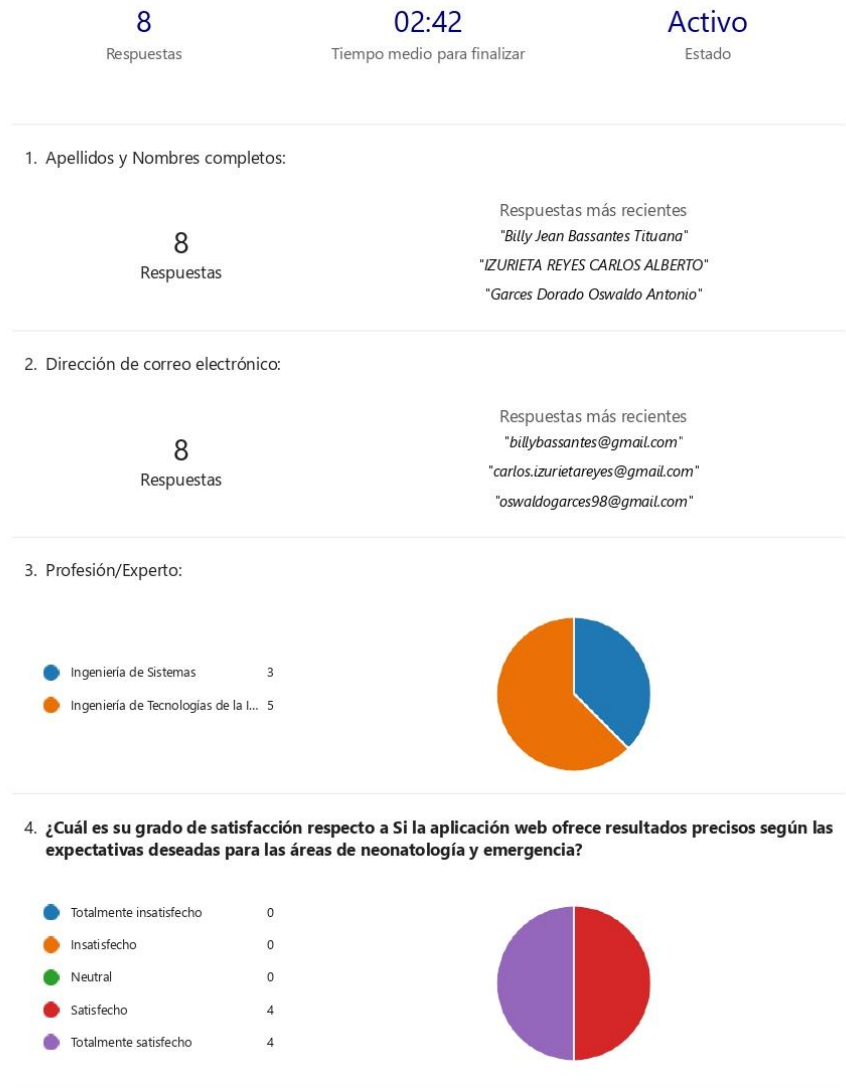 8
Respuestas
02:42
Tiempo medio para finalizar
Activo
Estado
1. Apellidos y Nombres completos:
8
Respuestas
Respuestas más recientes
"Billy Jean Bassantes Tituana"
"IZURIETA REYES CARLOS ALBERTO"
"Garces Dorado Oswaldo Antonio"
2. Dirección de correo electrónico:
8
Respuestas
Respuestas más recientes
"billybassantes@gmail.com"
"carlos.izurietareyes@gmail.com"
"oswaldogarces98@gmail.com"
3. Profesión/Experto:
Ingeniería de Sistemas 3
Ingeniería de Tecnologías de la I... 5
4. ¿Cuál es su grado de satisfacción respecto a Si la aplicación web ofrece resultados precisos según las
expectativas deseadas para las áreas de neonatología y emergencia?
Totalmente insatisfecho 0
Insatisfecho 0
Neutral 0
Satisfecho 4
Totalmente satisfecho 4